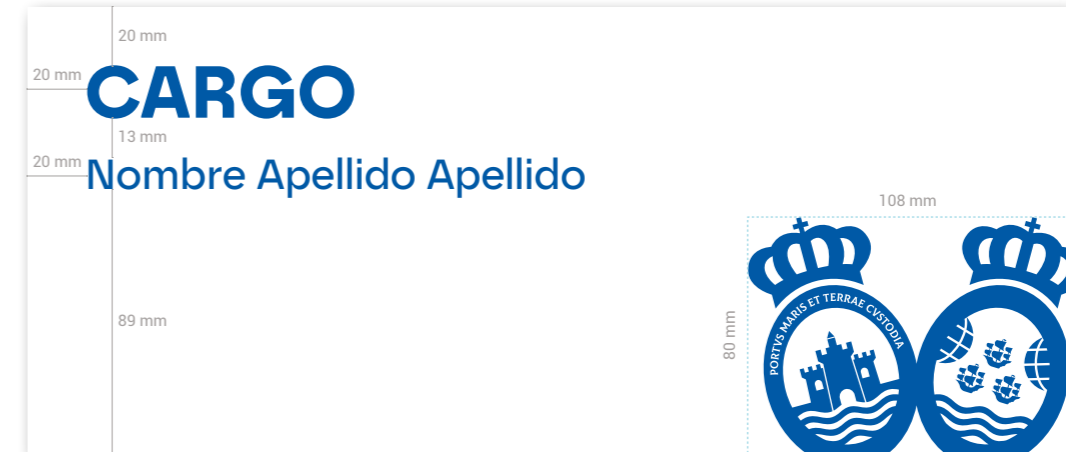 20 mm
20 mm
CARGO
13 mm
20 mm
Nombre Apellido Apellido
108 mm
89 mm
80 mm
PORTVS MARIS ET TERRAE CVSTODIA